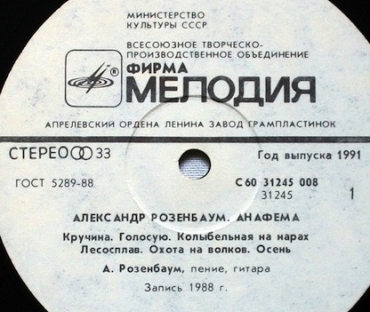 МИНИСТЕРСТВО
КУЛЬТУРЫ СССР
ВСЕСОЮЗНОЕ ТВОРЧЕСКО-
ПРОИЗВОДСТВЕННОЕ ОБЪЕДИНЕНИЕ
ФИРМА
® МЕЛОДИЯ
АПРЕЛЕВСКИЙ ОРДЕНА ЛЕНИНА ЗАВОД ГРАМПЛАСТИНОК
СТЕРЕО 33 Год выпуска 1991
ГОСТ 5289-88 С60 31245 008
31245 1
АЛЕКСАНДР РОЗЕНБАУМ. АНАФЕМА
Кручина. Голосую. Колыбельная на нарах
Лесосплав. Охота на волков. Осень
А. Розенбаум, пение, гитара
Запись 1988 г.